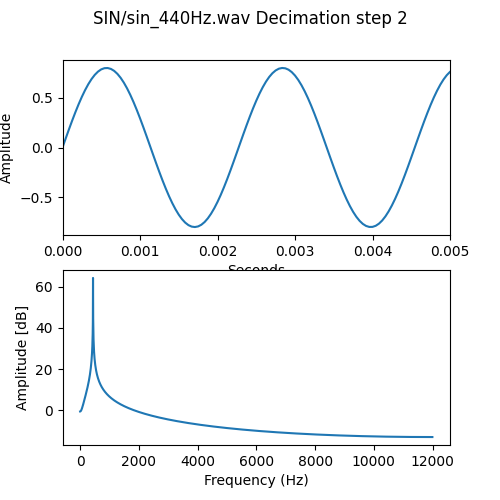 SIN/sin_440Hz.wav Decimation step 2
Amplitude
0.5
0.0
−0.5
0.000 0.001 0.002 0.003 0.004 0.005
Seconds
Amplitude [dB]
60
40
20
0
0 2000 4000 6000 8000 10000 12000
Frequency (Hz)